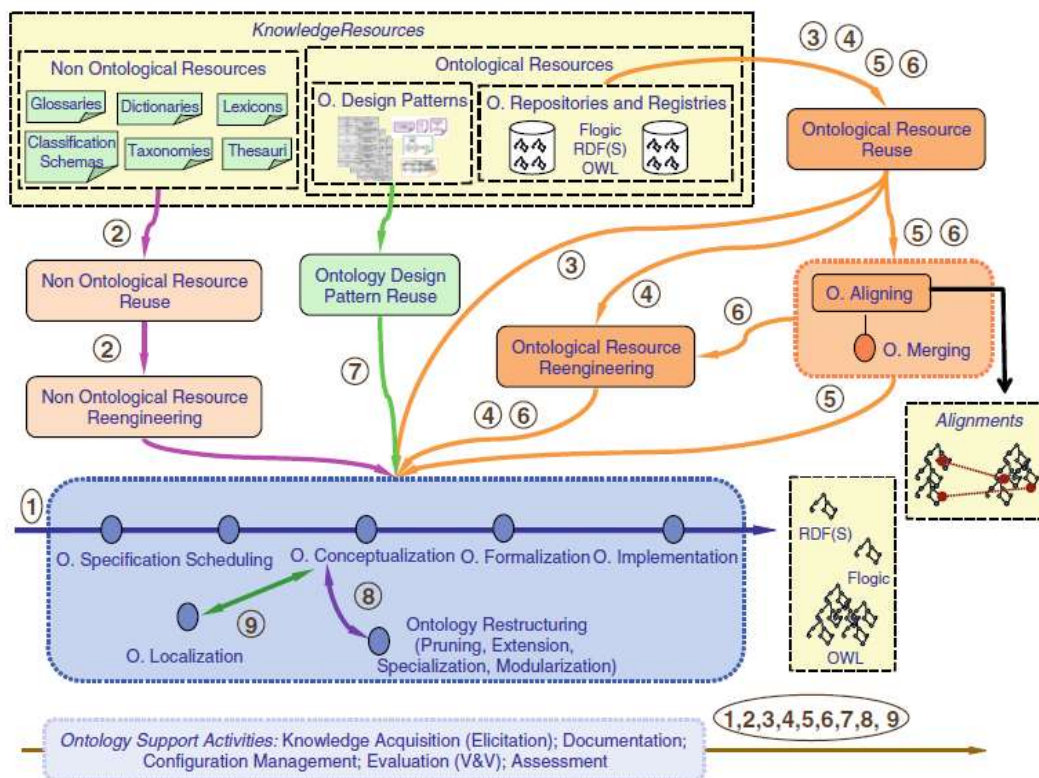 KnowledgeResources
Non Ontological Resources
Glossaries
Dictionaries
Lexicons
Classification
Schemas
Taxonomies
Thesauri
Ontological Resources
O. Design Patterns
O. Repositories and Registries
Flogic
RDF(S)
OWL
3 4
5 6
Ontological Resource
Reuse
2
Non Ontological Resource
Reuse
2
Non Ontological Resource
Reengineering
Ontology Design
Pattern Reuse
7
3
4
5 6
O. Aligning
O. Merging
6
Ontological Resource
Reengineering
4 6
5
Alignments
1
O. Specification
Scheduling
O. Conceptualization
O. Formalization
O. Implementation
9
8
O. Localization
Ontology Restructuring
(Pruning, Extension,
Specialization, Modularization)
RDF(S)
Flogic
OWL
1,2,3,4,5,6,7,8, 9
Ontology Support Activities: Knowledge Acquisition (Elicitation); Documentation;
Configuration Management; Evaluation (V&V); Assessment